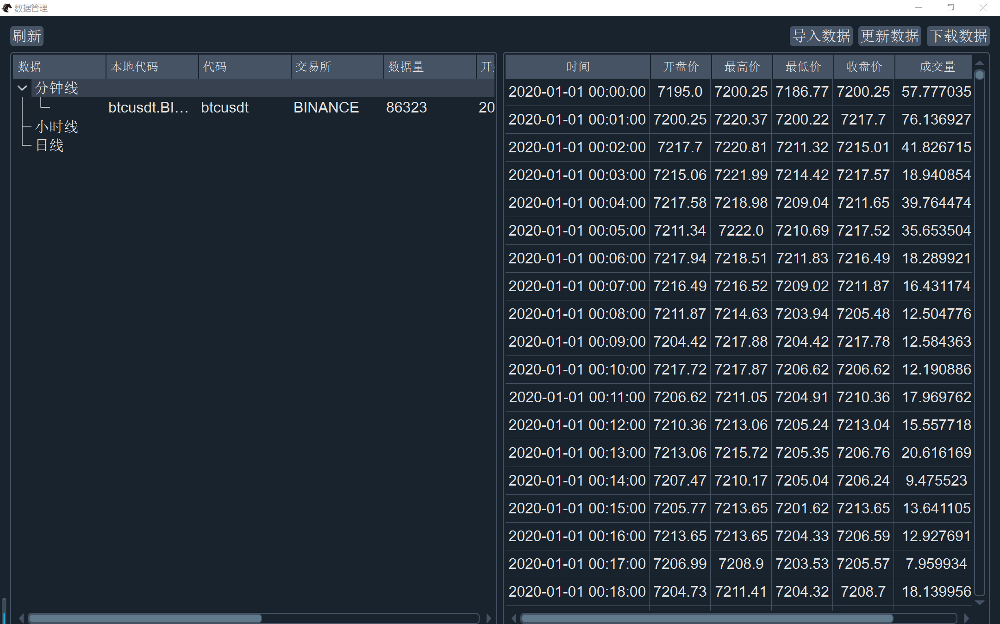 数据管理
刷新 导入数据 更新数据 下载数据
数据 本地代码 代码 交易所 数据量
分钟线
btcusdt.BI... btcusdt BINANCE 86323 20
小时线
日线
时间 开盘价 最高价 最低价 收盘价 成交量
2020-01-01 00:00:00 7195.0 7200.25 7186.77 7200.25 57.777035
2020-01-01 00:01:00 7200.25 7220.37 7200.22 7217.7 76.136927
2020-01-01 00:02:00 7217.7 7220.81 7211.32 7215.01 41.826715
2020-01-01 00:03:00 7215.06 7221.99 7214.42 7217.57 18.940854
2020-01-01 00:04:00 7217.58 7218.98 7209.04 7211.65 39.764474
2020-01-01 00:05:00 7211.34 7222.0 7210.69 7217.52 35.653504
2020-01-01 00:06:00 7217.94 7218.51 7211.83 7216.49 18.289921
2020-01-01 00:07:00 7216.49 7216.52 7209.02 7211.87 16.431174
2020-01-01 00:08:00 7211.87 7214.63 7203.94 7205.48 12.504776
2020-01-01 00:09:00 7204.42 7217.88 7204.42 7217.78 12.584363
2020-01-01 00:10:00 7217.72 7217.87 7206.62 7206.62 12.190886
2020-01-01 00:11:00 7206.62 7211.05 7204.91 7210.36 17.969762
2020-01-01 00:12:00 7210.36 7213.06 7205.24 7213.04 15.557718
2020-01-01 00:13:00 7213.06 7215.72 7205.35 7206.76 20.616169
2020-01-01 00:14:00 7207.47 7210.17 7205.04 7206.24 9.475523
2020-01-01 00:15:00 7205.77 7213.65 7201.62 7213.65 13.641105
2020-01-01 00:16:00 7213.65 7213.65 7204.33 7206.59 12.927691
2020-01-01 00:17:00 7206.99 7208.9 7203.53 7205.57 7.959934
2020-01-01 00:18:00 7204.73 7211.41 7204.32 7208.7 18.139956